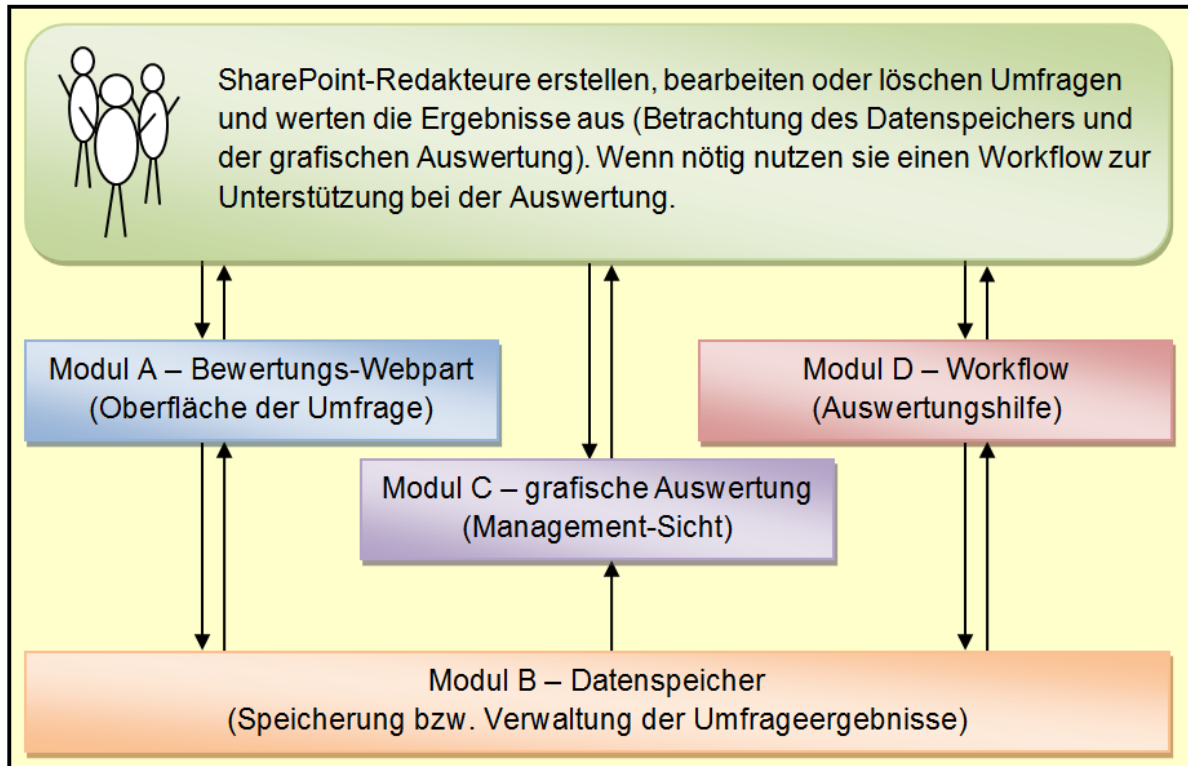 SharePoint-Redakteure erstellen, bearbeiten oder löschen Umfragen
und werten die Ergebnisse aus (Betrachtung des Datenspeichers und
der grafischen Auswertung). Wenn nötig nutzen sie einen Workflow zur
Unterstützung bei der Auswertung.
Modul A – Bewertungs-Webpart
(Oberfläche der Umfrage)
Modul D – Workflow
(Auswertungshilfe)
Modul C – grafische Auswertung
(Management-Sicht)
Modul B – Datenspeicher
(Speicherung bzw. Verwaltung der Umfrageergebnisse)